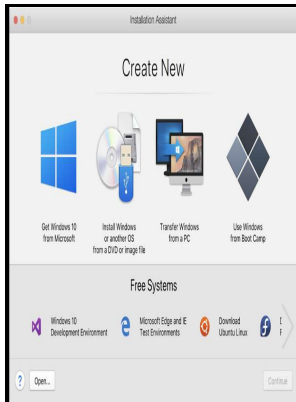 Installation Assistant
Create New
Get Windows 10
from Microsoft
Install Windows
or another OS
from a DVD or image file
Transfer Windows
from a PC
Use Windows
from Boot Camp
Free Systems
Windows 10
Development Environment
Microsoft Edge and IE
Test Environments
Download
Ubuntu Linux
?
Open...
Continue